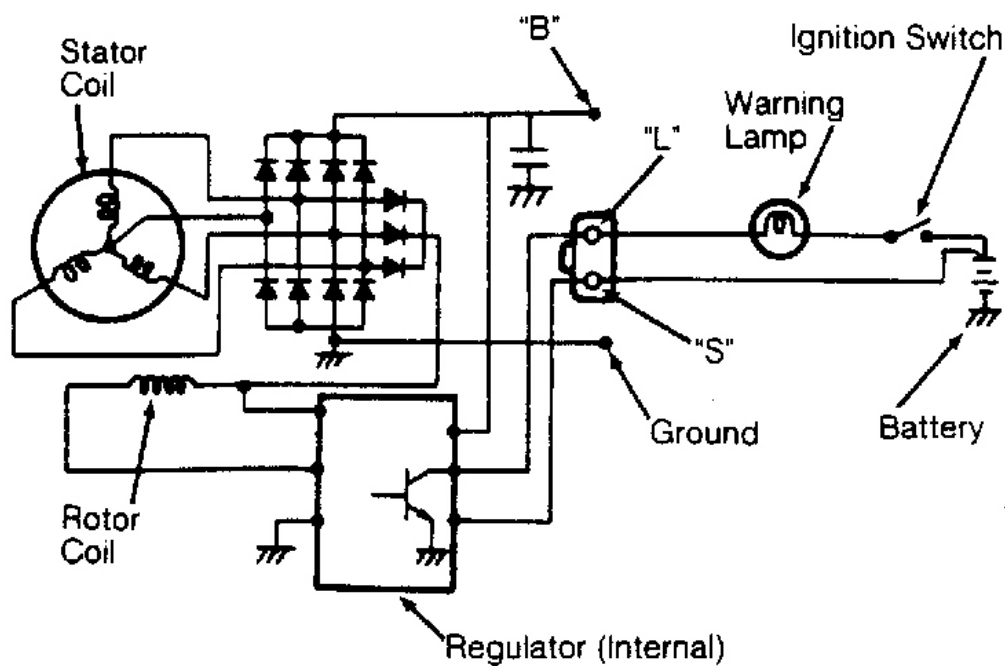 "B"
Ignition Switch
Stator
Coil
Warning
Lamp
"L"
"S"
Ground
Battery
Rotor
Coil
Regulator (Internal)